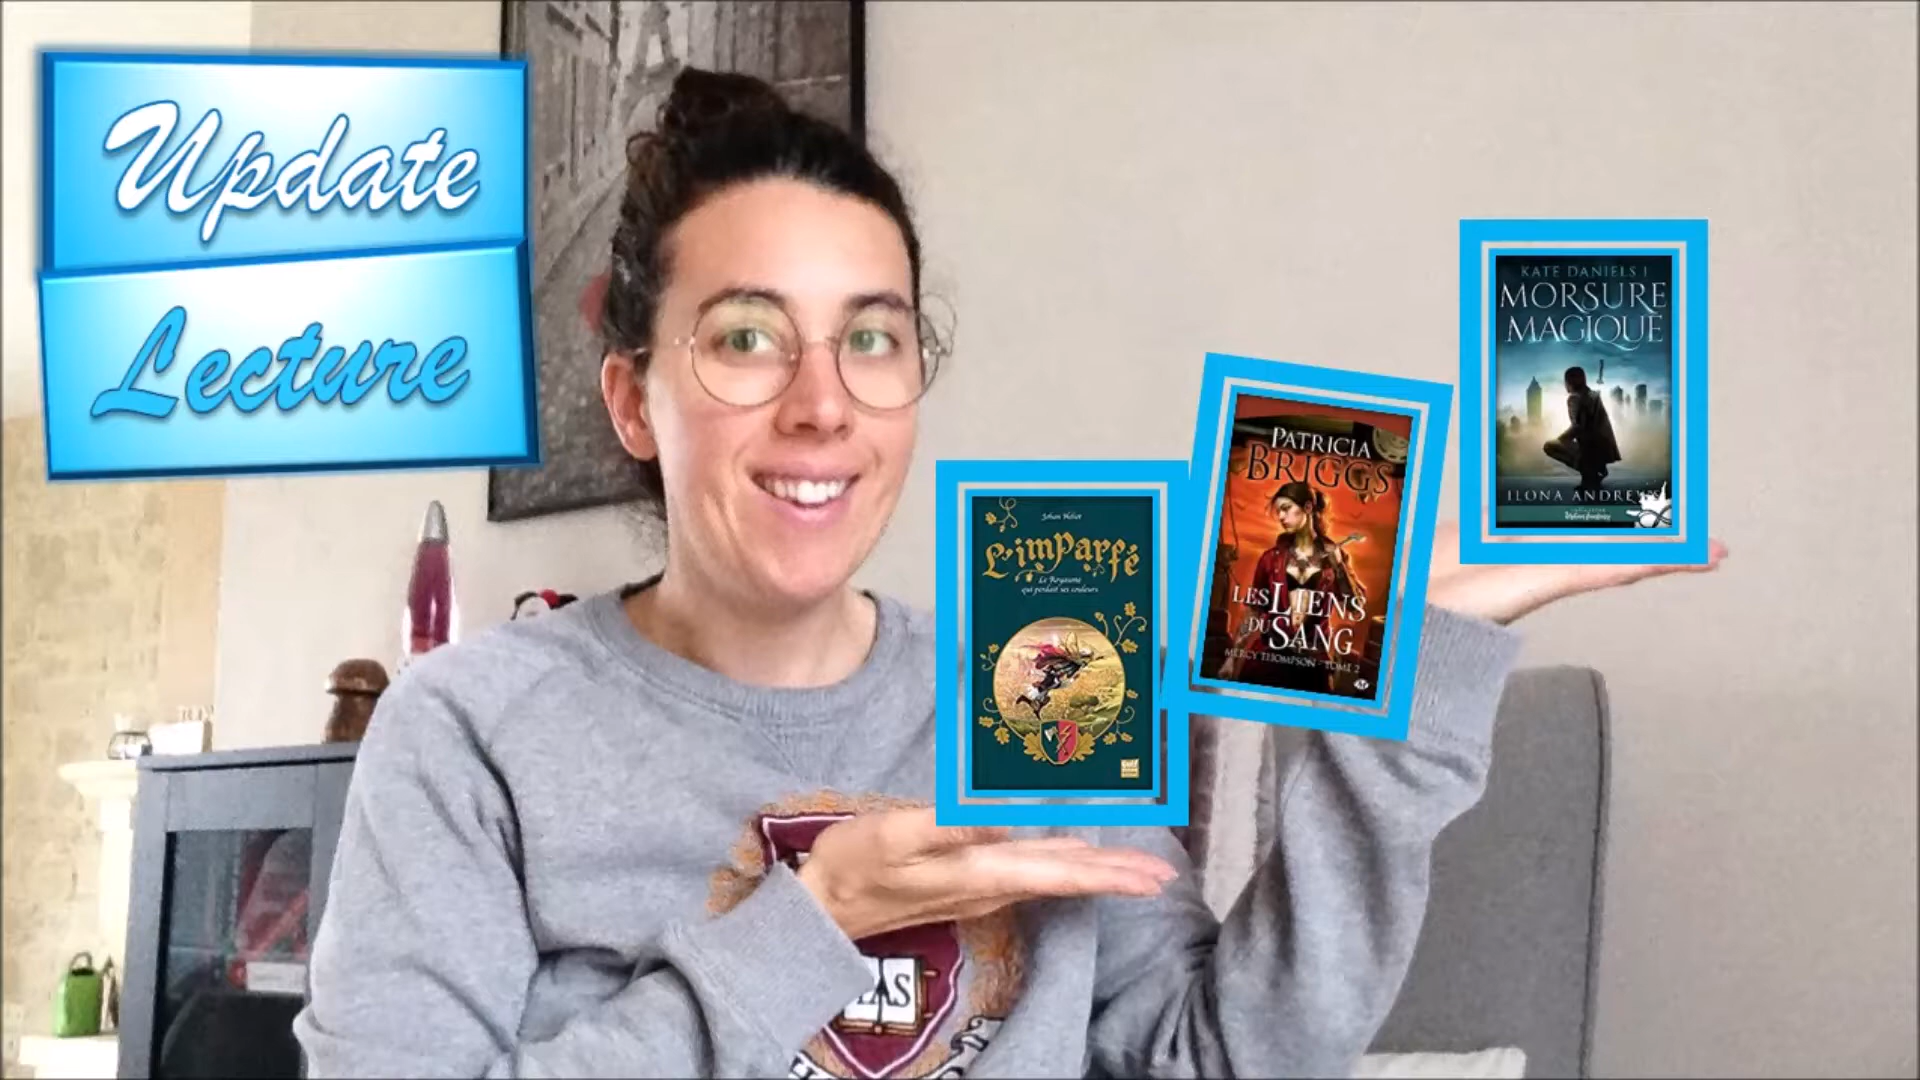 Update
Lecture
KATE DANIELS 1
MORSURE
MAGIQUE
ILONA ANDREWS
PATRICIA
BRIGGS
LES LIENS
DU SANG
MERCY THOMPSON - TOME 2
Johan Heliot
L'imparfé
Le Royaume
qui perdait ses couleurs
Gulf